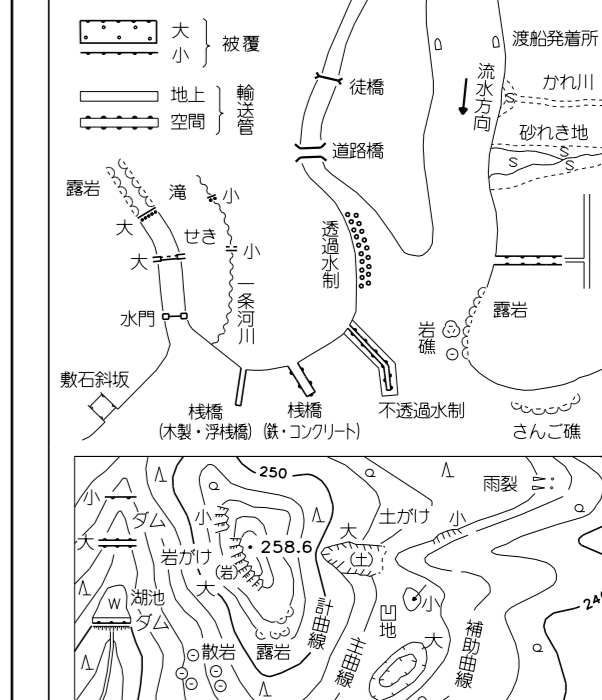 大
小
被覆
地上
空間
輸送管
徒橋
道路橋
渡船発着所
流水方向
かれ川
砂れき地
S
S
S
露岩
滝
小
大
せき
小
大
一条河川
透過水制
水門
露岩
岩礁
敷石斜坂
桟橋
(木製・浮桟橋)
桟橋
(鉄・コンクリート)
不透過水制
さんご礁
250
雨裂
小
ダム
小
大
土がけ
小
大
岩がけ
258.6
(岩)
(土)
大
湖池
W
ダム
計曲線
凹地
小
大
主曲線
補助曲線
散岩
露岩